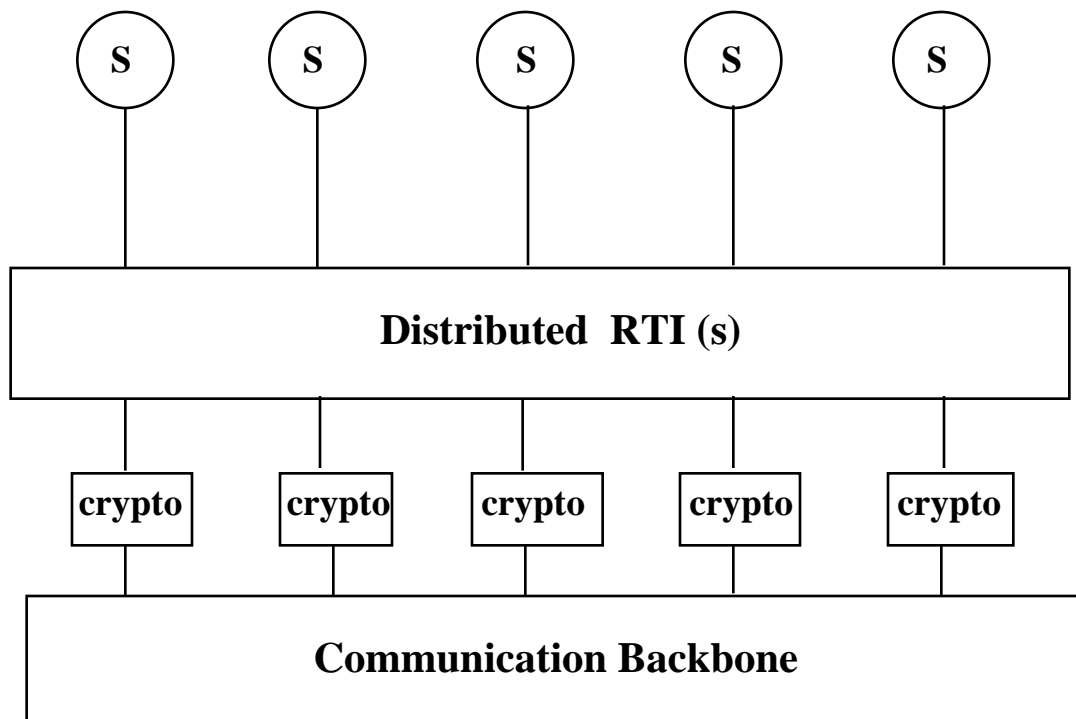 S S S S S
Distributed RTI (s)
crypto crypto crypto crypto crypto
Communication Backbone